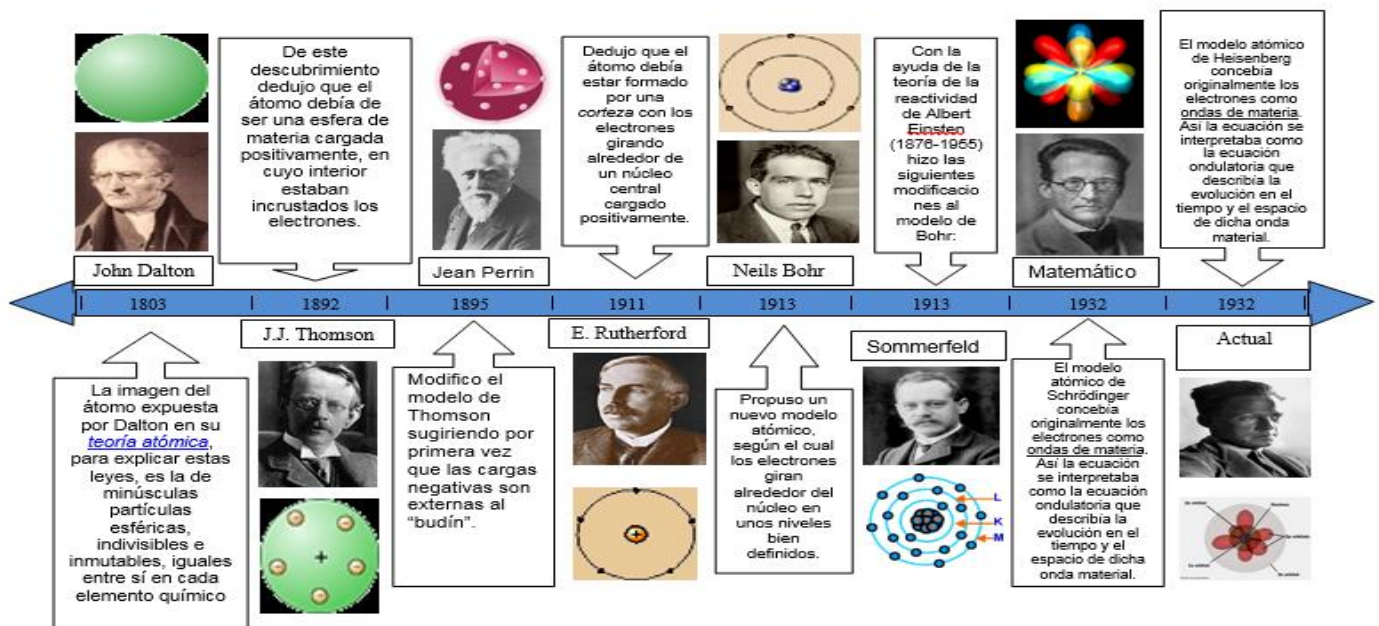 De este
descubrimiento
dedujo que el
átomo debía de
ser una esfera de
materia cargada
positivamente, en
cuyo interior
estaban
incrustados los
electrones.
Dedujo que el
átomo debía
estar formado
por una
corteza con los
electrones
girando
alrededor de
un núcleo
central
cargado
positivamente.
Con la
ayuda de la
teoría de la
reactividad
de Albert
Einsten
(1876-1955)
hizo las
siguientes
modificacio
nes al
modelo de
Bohr:
El modelo atómico
de Heisenberg
concebía
originalmente los
electrones como
ondas de materia.
Así la ecuación se
interpretaba como
la ecuación
ondulatoria que
describía la
evolución en el
tiempo y el espacio
de dicha onda
material.
John Dalton
Jean Perrin
Neils Bohr
Matemático
1803
1892
1895
1911
1913
1913
1932
1932
J.J. Thomson
E. Rutherford
Sommerfeld
Actual
La imagen del
átomo expuesta
por Dalton en su
teoría atómica,
para explicar estas
leyes, es la de
minúsculas
partículas
esféricas,
indivisibles e
inmutables, iguales
entre sí en cada
elemento químico
Modifico el
modelo de
Thomson
sugiriendo por
primera vez
que las cargas
negativas son
externas al
“budín”.
Propuso un
nuevo modelo
atómico,
según el cual
los electrones
giran
alrededor del
núcleo en
unos niveles
bien
definidos.
L
K
M
El modelo
atómico de
Schrödinger
concebía
originalmente los
electrones como
ondas de materia.
Así la ecuación se
interpretaba como
la ecuación
ondulatoria que
describía la
evolución en el
tiempo y el
espacio de dicha
onda material.